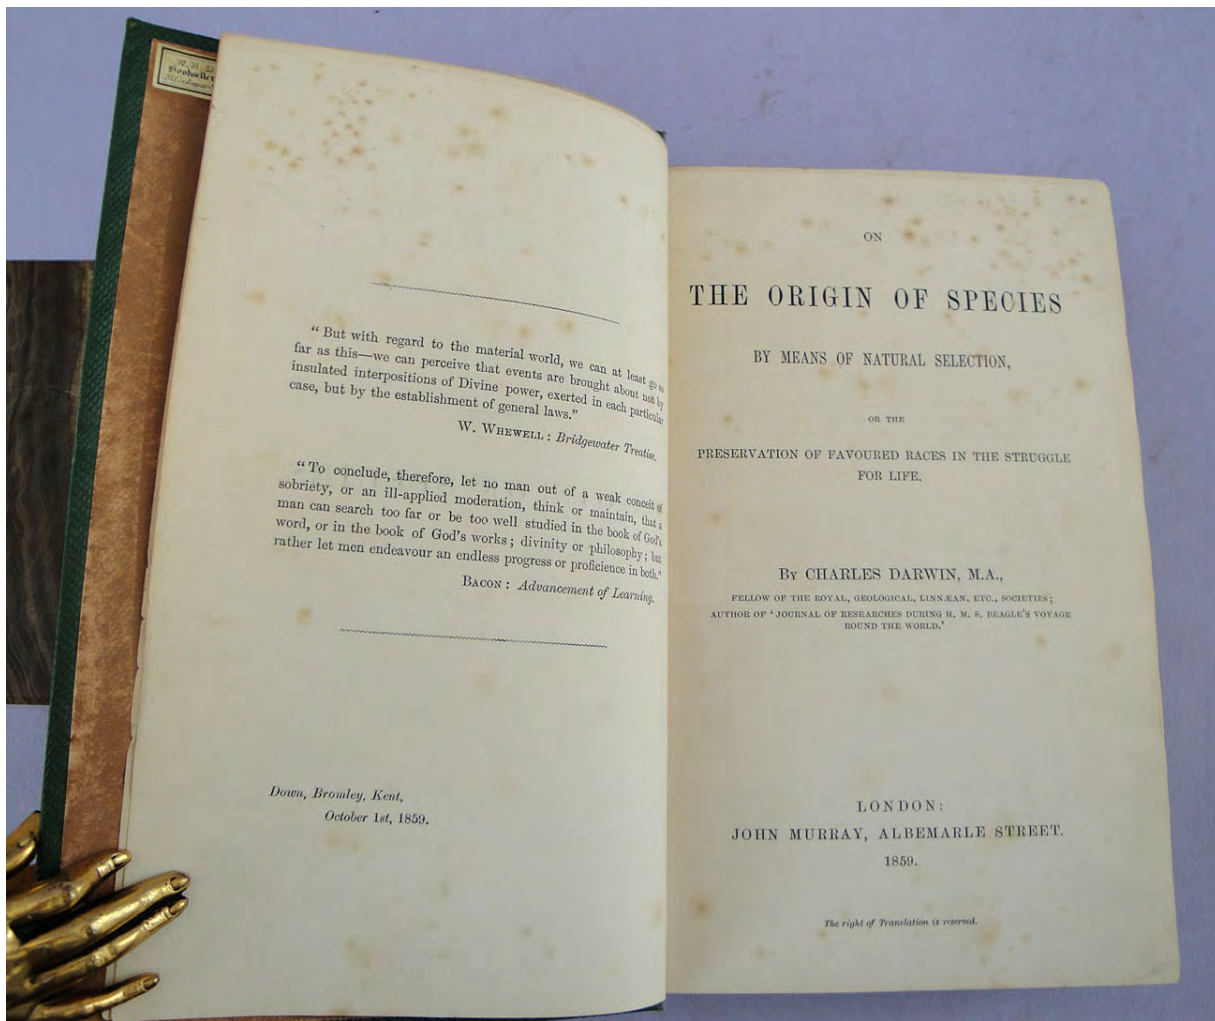 “But with regard to the material world, we can at least go so
far as this—we can perceive that events are brought about not by
insulated interpositions of Divine power, exerted in each particular
case, but by the establishment of general laws.”
W. WHEWELL: Bridgewater Treatise.
“To conclude, therefore, let no man out of a weak conceit of
sobriety, or an ill-applied moderation, think or maintain, that a
man can search too far or be too well studied in the book of God’s
word, or in the book of God’s works; divinity or philosophy; but
rather let men endeavour an endless progress or proficience in both.”
BACON: Advancement of Learning.
Down, Bromley, Kent,
October 1st, 1859.
ON
THE ORIGIN OF SPECIES
BY MEANS OF NATURAL SELECTION,
OR THE
PRESERVATION OF FAVOURED RACES IN THE STRUGGLE
FOR LIFE.
BY CHARLES DARWIN, M.A.,
FELLOW OF THE ROYAL, GEOLOGICAL, LINNÆAN, ETC., SOCIETIES;
AUTHOR OF ‘JOURNAL OF RESEARCHES DURING H. M. S. BEAGLE’S VOYAGE
ROUND THE WORLD.’
LONDON:
JOHN MURRAY, ALBEMARLE STREET.
1859.
The right of Translation is reserved.